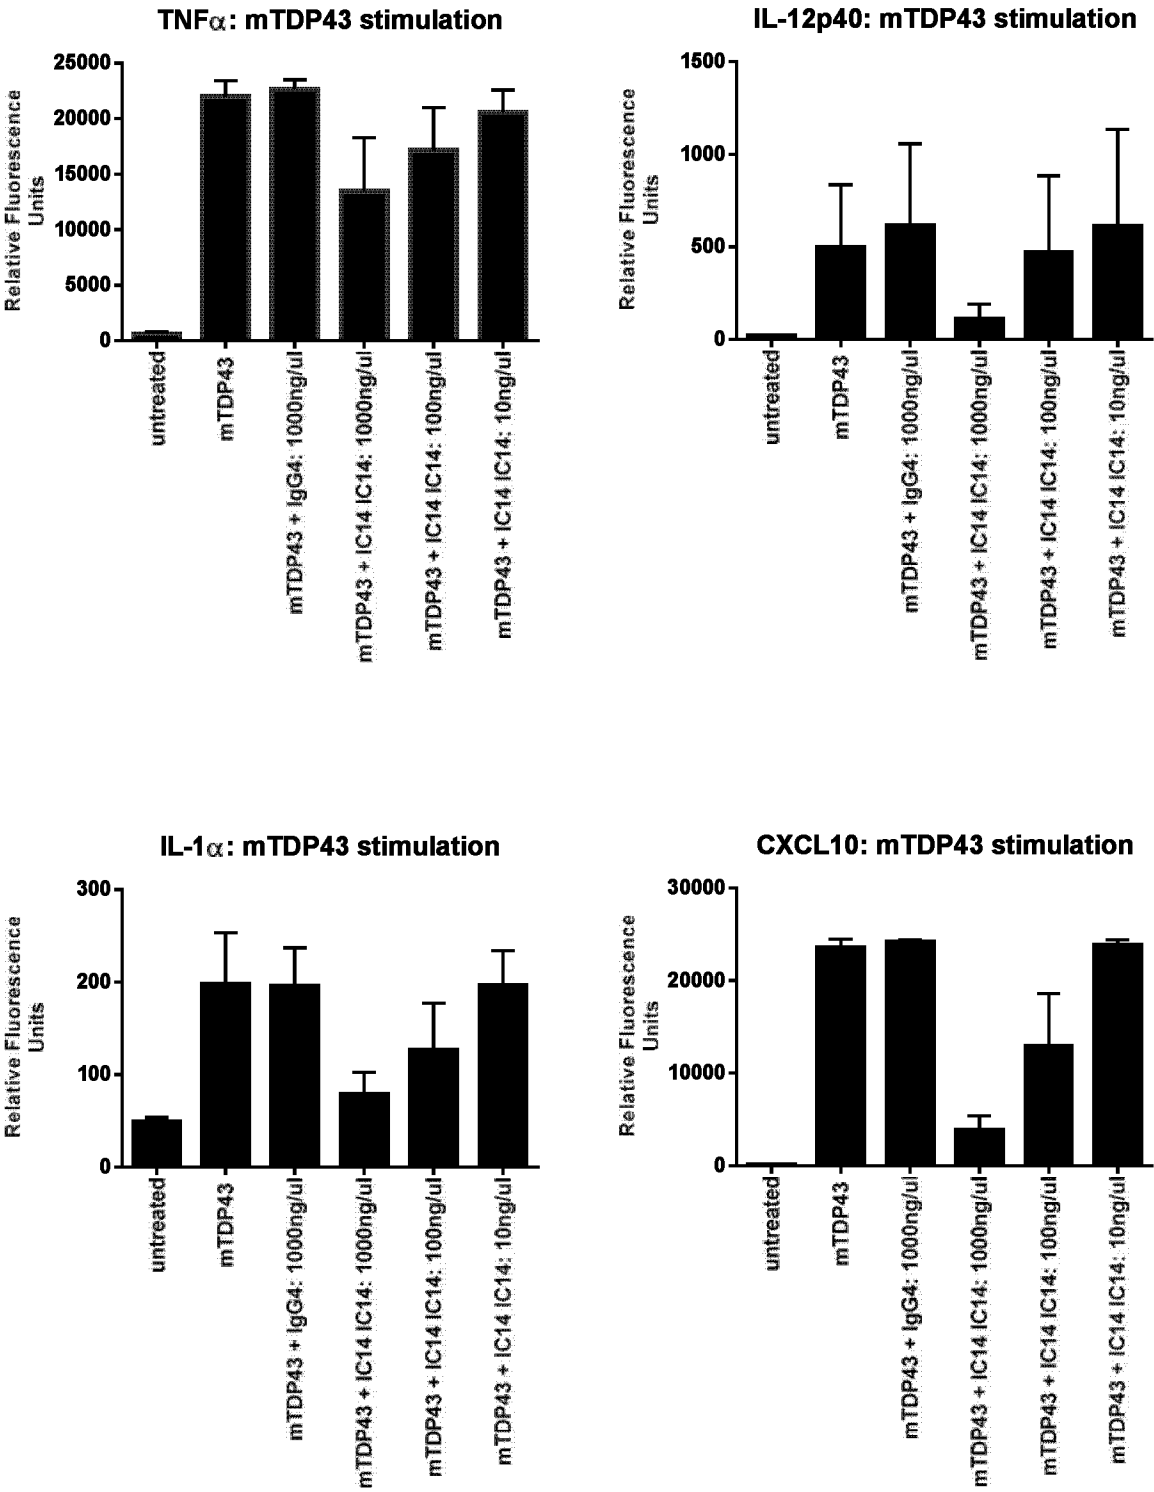 TNFα: mTDP43 stimulation
Relative Fluorescence
Units
25000
20000
15000
10000
5000
0
untreated
mTDP43
mTDP43 + IgG4: 1000ng/ul
mTDP43 + IC14 IC14: 1000ng/ul
mTDP43 + IC14 IC14: 100ng/ul
mTDP43 + IC14 IC14: 10ng/ul
IL-12p40: mTDP43 stimulation
Relative Fluorescence
Units
1500
1000
500
0
untreated
mTDP43
mTDP43 + IgG4: 1000ng/ul
mTDP43 + IC14 IC14: 1000ng/ul
mTDP43 + IC14 IC14: 100ng/ul
mTDP43 + IC14 IC14: 10ng/ul
IL-1α: mTDP43 stimulation
Relative Fluorescence
Units
300
200
100
0
untreated
mTDP43
mTDP43 + IgG4: 1000ng/ul
mTDP43 + IC14 IC14: 1000ng/ul
mTDP43 + IC14 IC14: 100ng/ul
mTDP43 + IC14 IC14: 10ng/ul
CXCL10: mTDP43 stimulation
Relative Fluorescence
Units
30000
20000
10000
0
untreated
mTDP43
mTDP43 + IgG4: 1000ng/ul
mTDP43 + IC14 IC14: 1000ng/ul
mTDP43 + IC14 IC14: 100ng/ul
mTDP43 + IC14 IC14: 10ng/ul